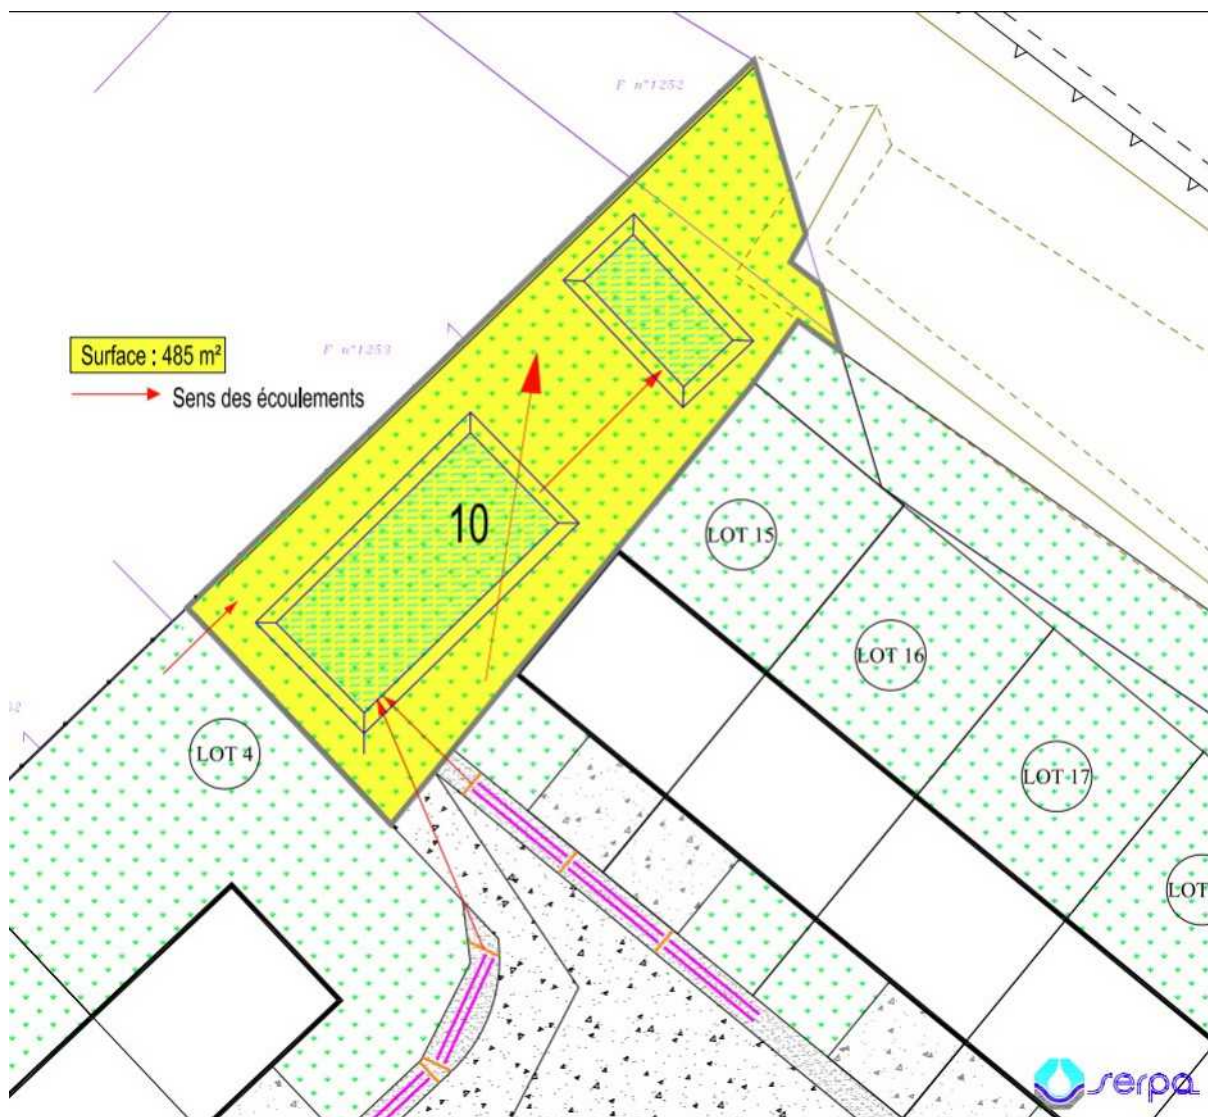 F n°1252
Surface : 485 m²
F n°1253
Sens des écoulements
10
LOT 15
LOT 16
LOT 4
LOT 17
LOT
serpa